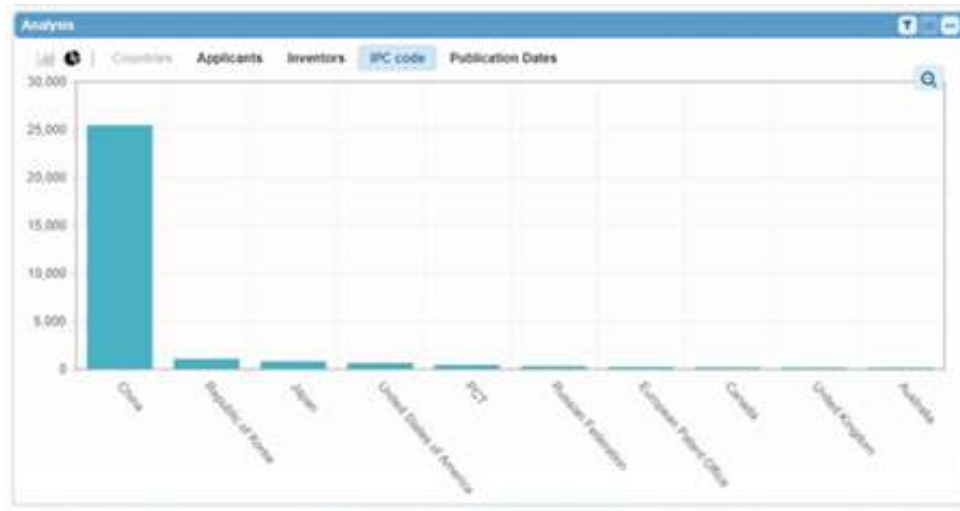 Analysis
Countries Applicants Inventors IPC code Publication Dates
30,000
25,000
20,000
15,000
10,000
5,000
0
China Republic of Korea Japan United States of America PCT Russian Federation European Patent Office Canada United Kingdom Australia